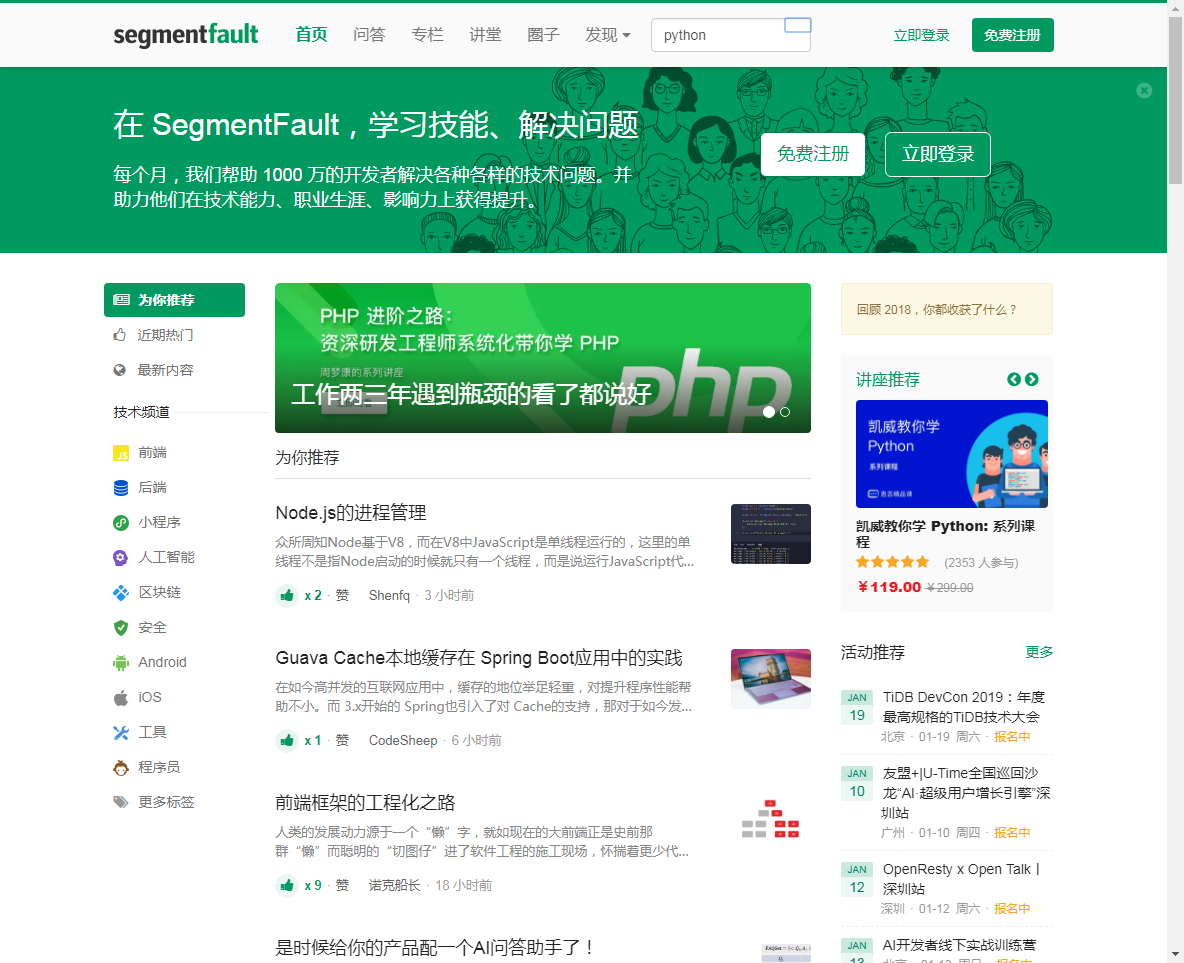 segmentfault 首页 问答 专栏 讲堂 圈子 发现 python 立即登录 免费注册
在 SegmentFault，学习技能、解决问题
每个月，我们帮助 1000 万的开发者解决各种各样的技术问题。并
助力他们在技术能力、职业生涯、影响力上获得提升。
免费注册 立即登录
为你推荐
近期热门
最新内容
技术频道
前端
后端
小程序
人工智能
区块链
安全
Android
iOS
工具
程序员
更多标签
PHP 进阶之路：
资深研发工程师系统化带你学 PHP
周梦康的系列讲座
工作两三年遇到瓶颈的看了都说好
php
为你推荐
Node.js的进程管理
众所周知Node基于V8，而在V8中JavaScript是单线程运行的，这里的单
线程不是指Node启动的时候就只有一个线程，而是说运行JavaScript代...
x 2 · 赞 Shenfq · 3 小时前
Guava Cache本地缓存在 Spring Boot应用中的实践
在如今高并发的互联网应用中，缓存的地位举足轻重，对提升程序性能帮
助不小。而 3.x开始的 Spring也引入了对 Cache的支持，那对于如今发...
x 1 · 赞 CodeSheep · 6 小时前
前端框架的工程化之路
人类的发展动力源于一个“懒”字，就如现在的大前端正是史前那
群“懒”而聪明的“切图仔”进了软件工程的施工现场，怀揣着更少代...
x 9 · 赞 诺克船长 · 18 小时前
是时候给你的产品配一个AI问答助手了！
回顾 2018，你都收获了什么？
讲座推荐
凯威教你学
Python
系列课程
思否精品课
凯威教你学 Python: 系列课
程
(2353 人参与)
￥119.00 ￥299.00
活动推荐 更多
JAN
19
TiDB DevCon 2019：年度
最高规格的TiDB技术大会
北京 · 01-19 周六 · 报名中
JAN
10
友盟+|U-Time全国巡回沙
龙“AI·超级用户增长引擎”深
圳站
广州 · 01-10 周四 · 报名中
JAN
12
OpenResty x Open Talk丨
深圳站
深圳 · 01-12 周六 · 报名中
JAN
13
AI开发者线下实战训练营
北京 · 01-13 周日 · 报名中